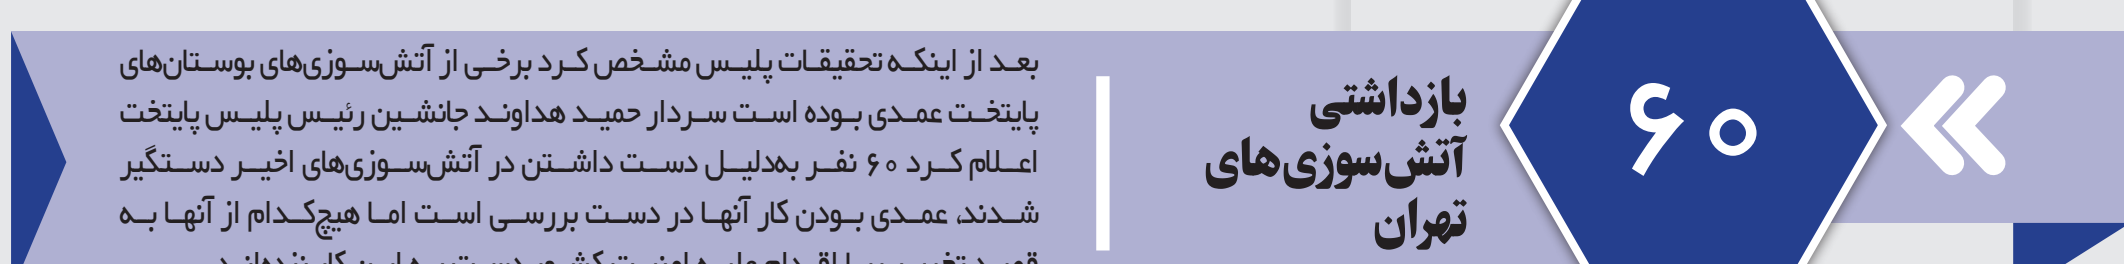 ۶۰
بازداشتی
آتش‌سوزی‌های
تهران
بعد از اینکه تحقیقات پلیس مشخص کرد برخی از آتش‌سوزی‌های بوستان‌های
پایتخت عمدی بوده است سردار حمید هداوند جانشین رئیس پلیس پایتخت
اعلام کرد ۶۰ نفر به‌دلیل دست داشتن در آتش‌سوزی‌های اخیر دستگیر
شدند، عمدی بودن کار آنها در دست بررسی است اما هیچ‌کدام از آنها به